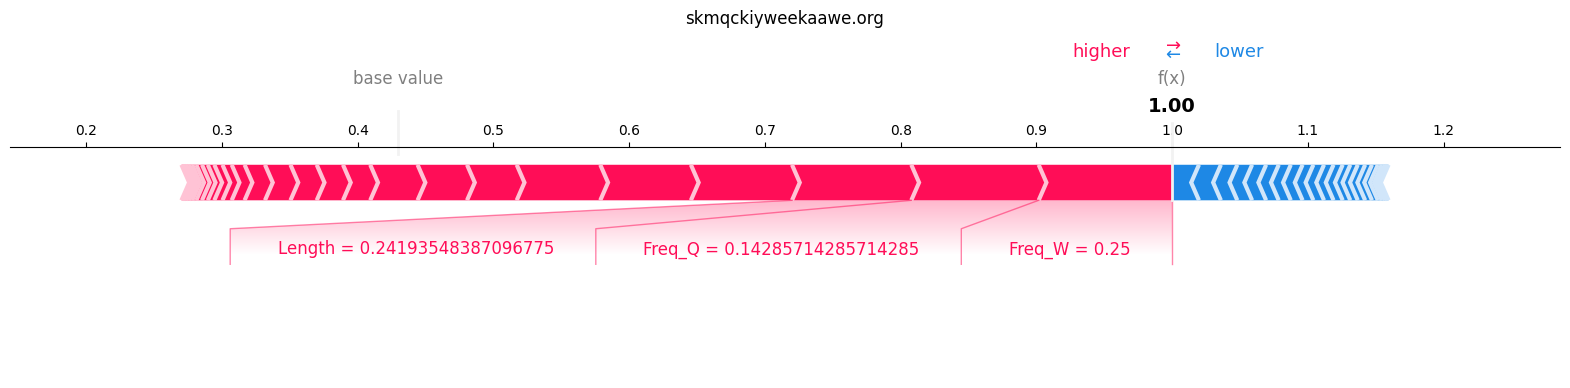 skmqckiyweekaawe.org
higher ⇄ lower
base value f(x)
1.00
0.2 0.3 0.4 0.5 0.6 0.7 0.8 0.9 1.0 1.1 1.2
Length = 0.24193548387096775 Freq_Q = 0.14285714285714285 Freq_W = 0.25